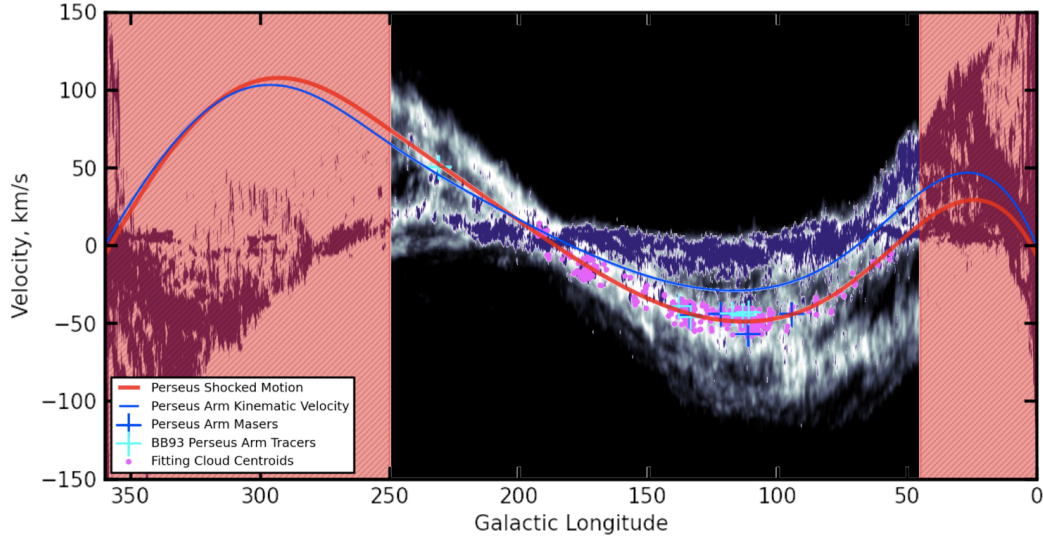 150
100
50
0
−50
−100
−150
Velocity, km/s
Perseus Shocked Motion
Perseus Arm Kinematic Velocity
Perseus Arm Masers
BB93 Perseus Arm Tracers
Fitting Cloud Centroids
350 300 250 200 150 100 50 0
Galactic Longitude